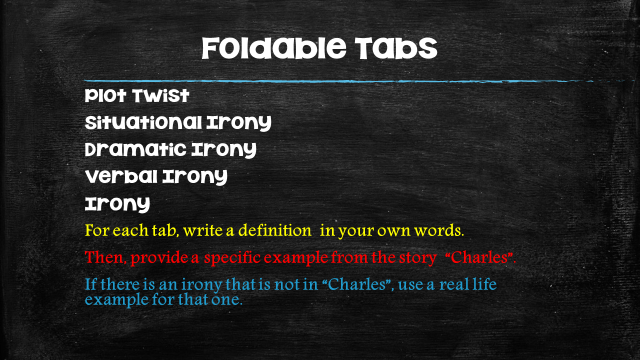 Foldable Tabs
Plot Twist
Situational Irony
Dramatic Irony
Verbal Irony
Irony
For each tab, write a definition in your own words.
Then, provide a specific example from the story “Charles”
If there is an irony that is not in “Charles”, use a real life
example for that one.